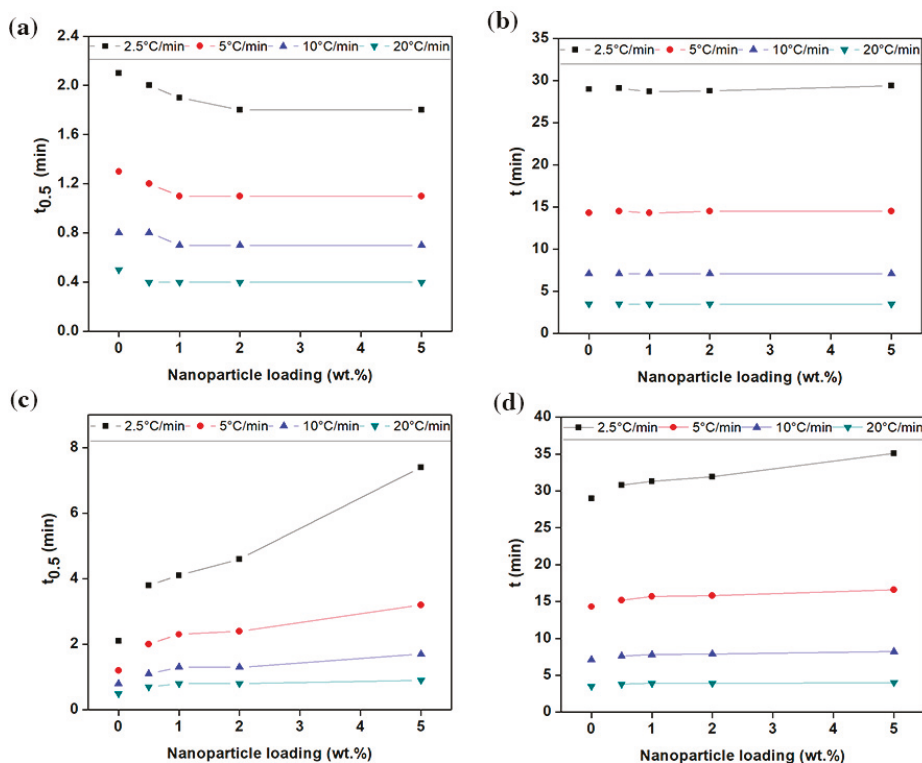 (a)
2.5°C/min 5°C/min 10°C/min 20°C/min
2.4
2.0
1.6
1.2
0.8
0.4
0.0
t0.5 (min)
0 1 2 3 4 5
Nanoparticle loading (wt.%)
(b)
2.5°C/min 5°C/min 10°C/min 20°C/min
35
30
25
20
15
10
5
0
t (min)
0 1 2 3 4 5
Nanoparticle loading (wt.%)
(c)
2.5°C/min 5°C/min 10°C/min 20°C/min
8
6
4
2
0
t0.5 (min)
0 1 2 3 4 5
Nanoparticle loading (wt.%)
(d)
2.5°C/min 5°C/min 10°C/min 20°C/min
40
35
30
25
20
15
10
5
0
t (min)
0 1 2 3 4 5
Nanoparticle loading (wt.%)